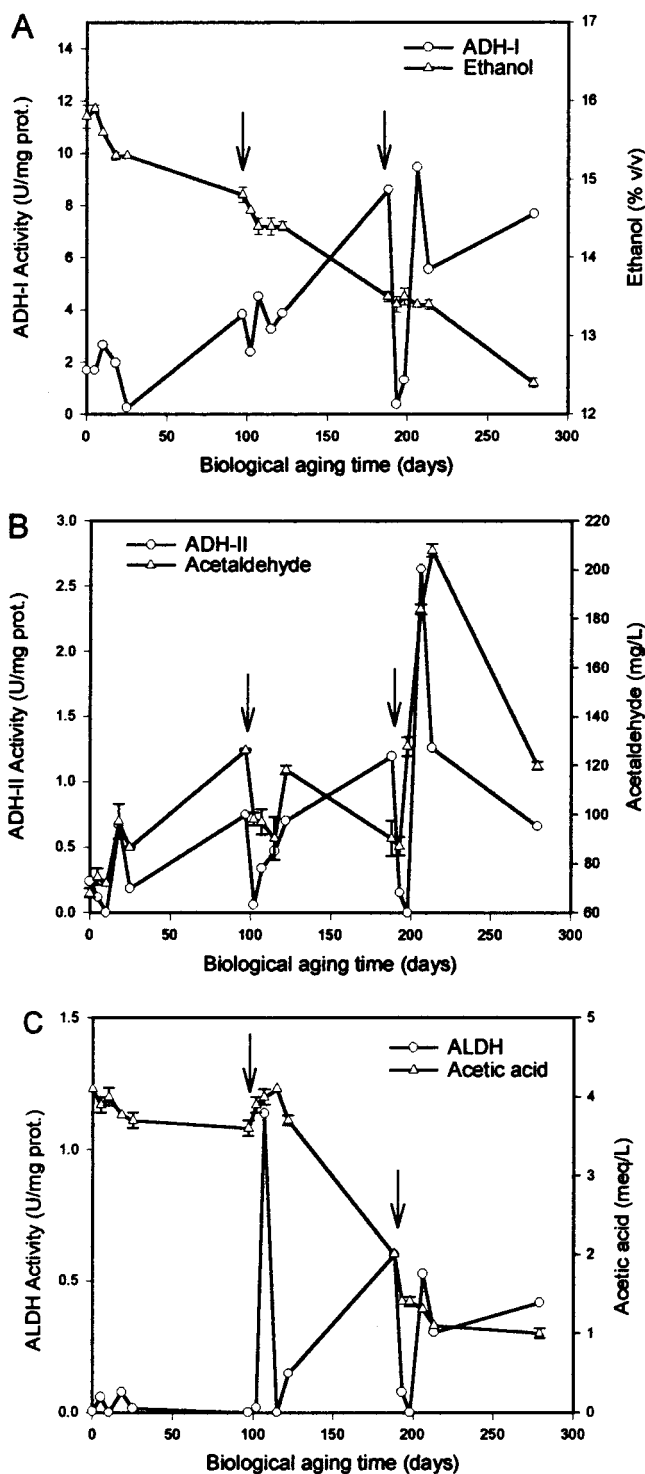 A
ADH-I
Ethanol
ADH-I Activity (U/mg prot.)
14
12
10
8
6
4
2
0
Ethanol (% v/v)
17
16
15
14
13
12
0 50 100 150 200 250 300
Biological aging time (days)
B
ADH-II
Acetaldehyde
ADH-II Activity (U/mg prot.)
3.0
2.5
2.0
1.5
1.0
0.5
0.0
Acetaldehyde (mg/L)
220
200
180
160
140
120
100
80
60
0 50 100 150 200 250 300
Biological aging time (days)
C
ALDH
Acetic acid
ALDH Activity (U/mg prot.)
1.5
1.0
0.5
0.0
Acetic acid (meq/L)
5
4
3
2
1
0
0 50 100 150 200 250 300
Biological aging time (days)